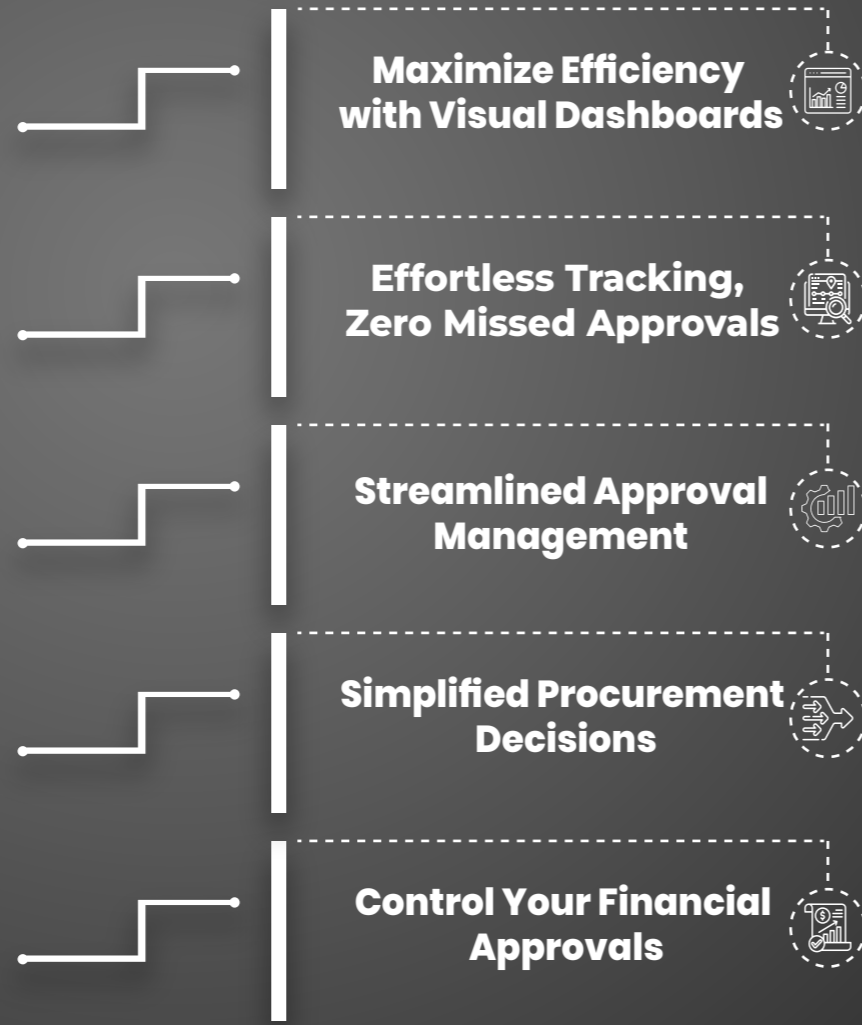 Maximize Efficiency
with Visual Dashboards
Effortless Tracking,
Zero Missed Approvals
Streamlined Approval
Management
Simplified Procurement
Decisions
Control Your Financial
Approvals